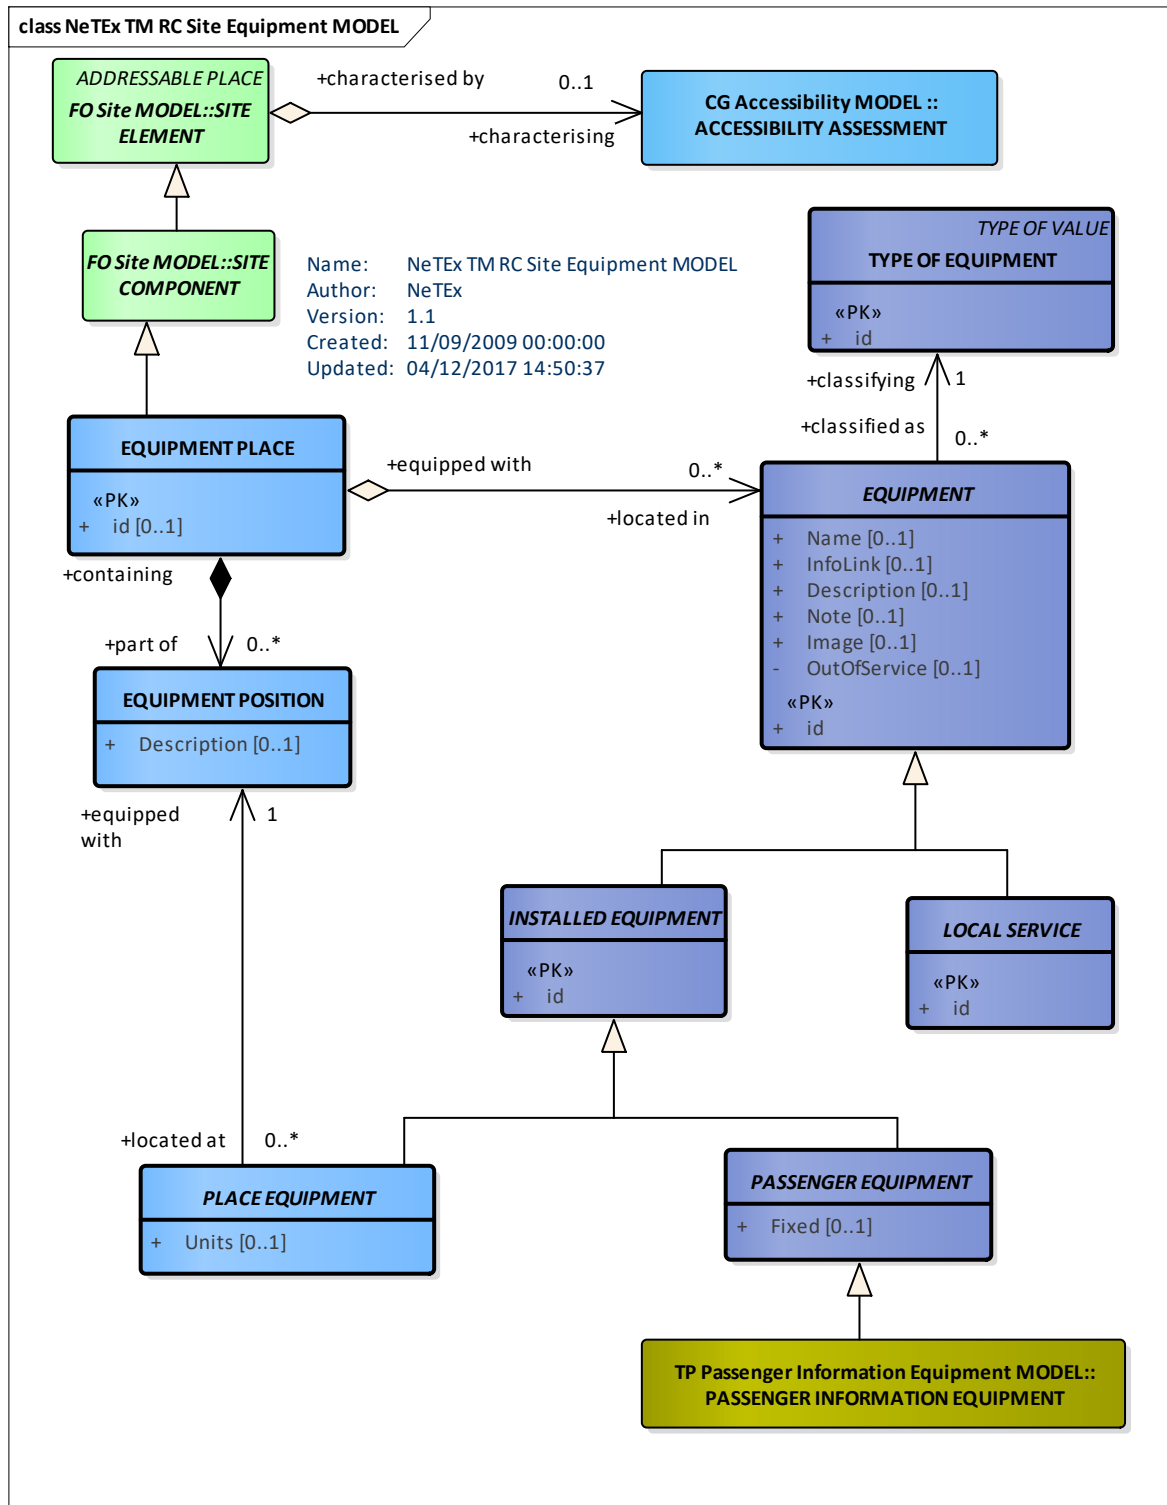 class NeTEx TM RC Site Equipment MODEL
ADDRESSABLE PLACE
FO Site MODEL::SITE
ELEMENT
+characterised by
0..1
+characterising
CG Accessibility MODEL ::
ACCESSIBILITY ASSESSMENT
FO Site MODEL::SITE
COMPONENT
Name: NeTEx TM RC Site Equipment MODEL
Author: NeTEx
Version: 1.1
Created: 11/09/2009 00:00:00
Updated: 04/12/2017 14:50:37
TYPE OF VALUE
TYPE OF EQUIPMENT
«PK»
+ id
+classifying
1
+classified as
0..*
EQUIPMENT PLACE
«PK»
+ id [0..1]
+equipped with
0..*
+located in
EQUIPMENT
+ Name [0..1]
+ InfoLink [0..1]
+ Description [0..1]
+ Note [0..1]
+ Image [0..1]
- OutOfService [0..1]
«PK»
+ id
+containing
+part of
0..*
EQUIPMENT POSITION
+ Description [0..1]
+equipped
with
1
INSTALLED EQUIPMENT
«PK»
+ id
LOCAL SERVICE
«PK»
+ id
+located at
0..*
PLACE EQUIPMENT
+ Units [0..1]
PASSENGER EQUIPMENT
+ Fixed [0..1]
TP Passenger Information Equipment MODEL::
PASSENGER INFORMATION EQUIPMENT